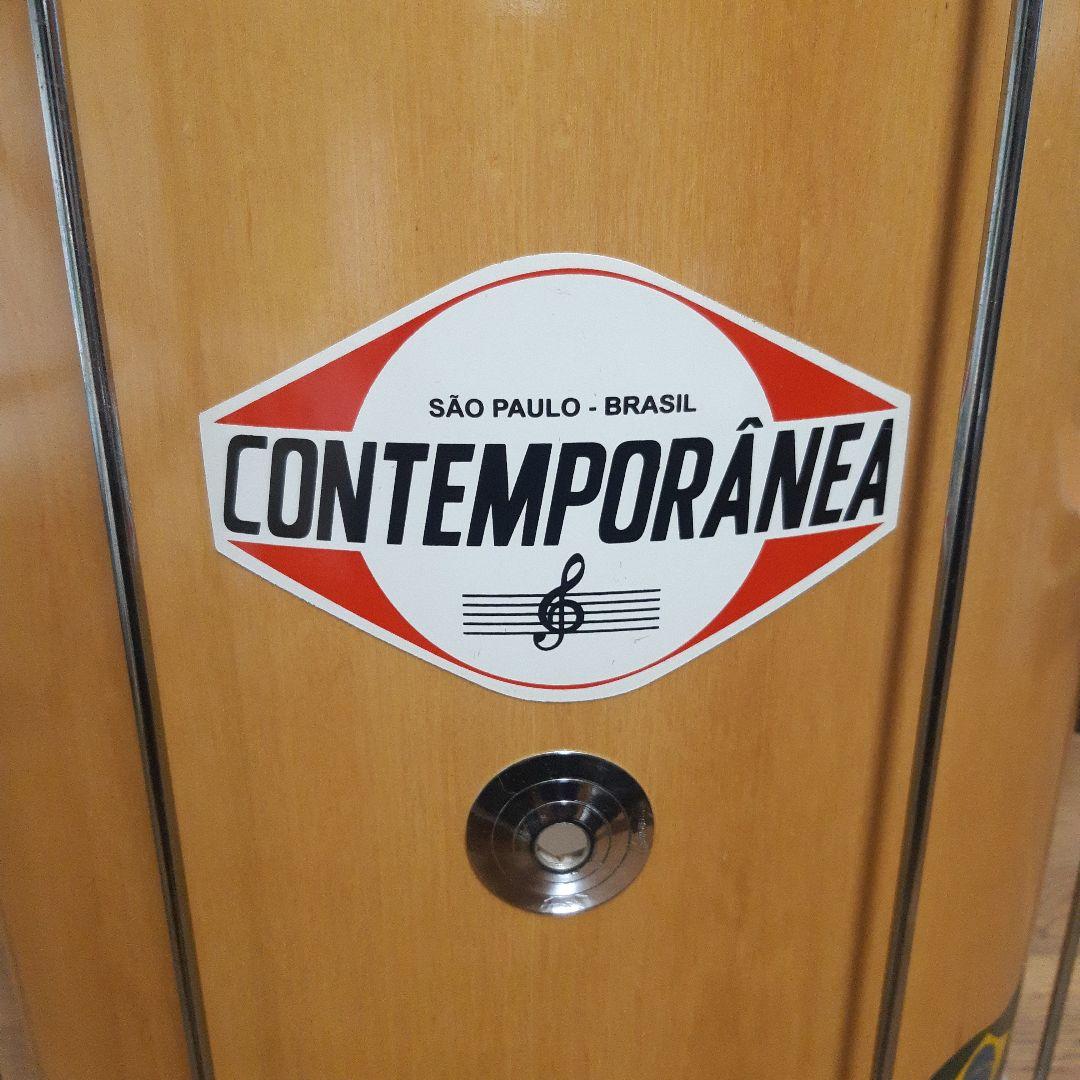 SÃO PAULO - BRASIL
CONTEMPORÂNEA